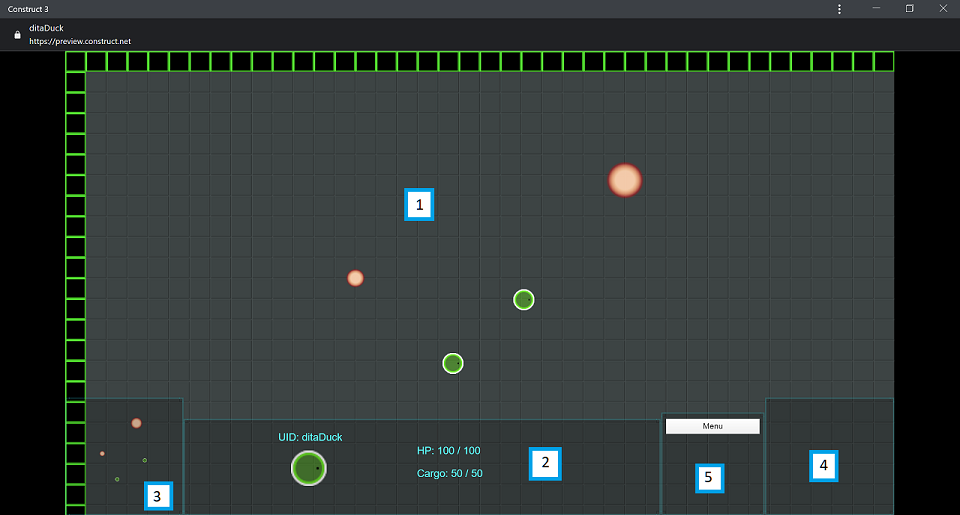 Construct 3
ditaDuck
https://preview.construct.net
1
UID: ditaDuck
HP: 100 / 100
Cargo: 50 / 50
2
Menu
3
5
4